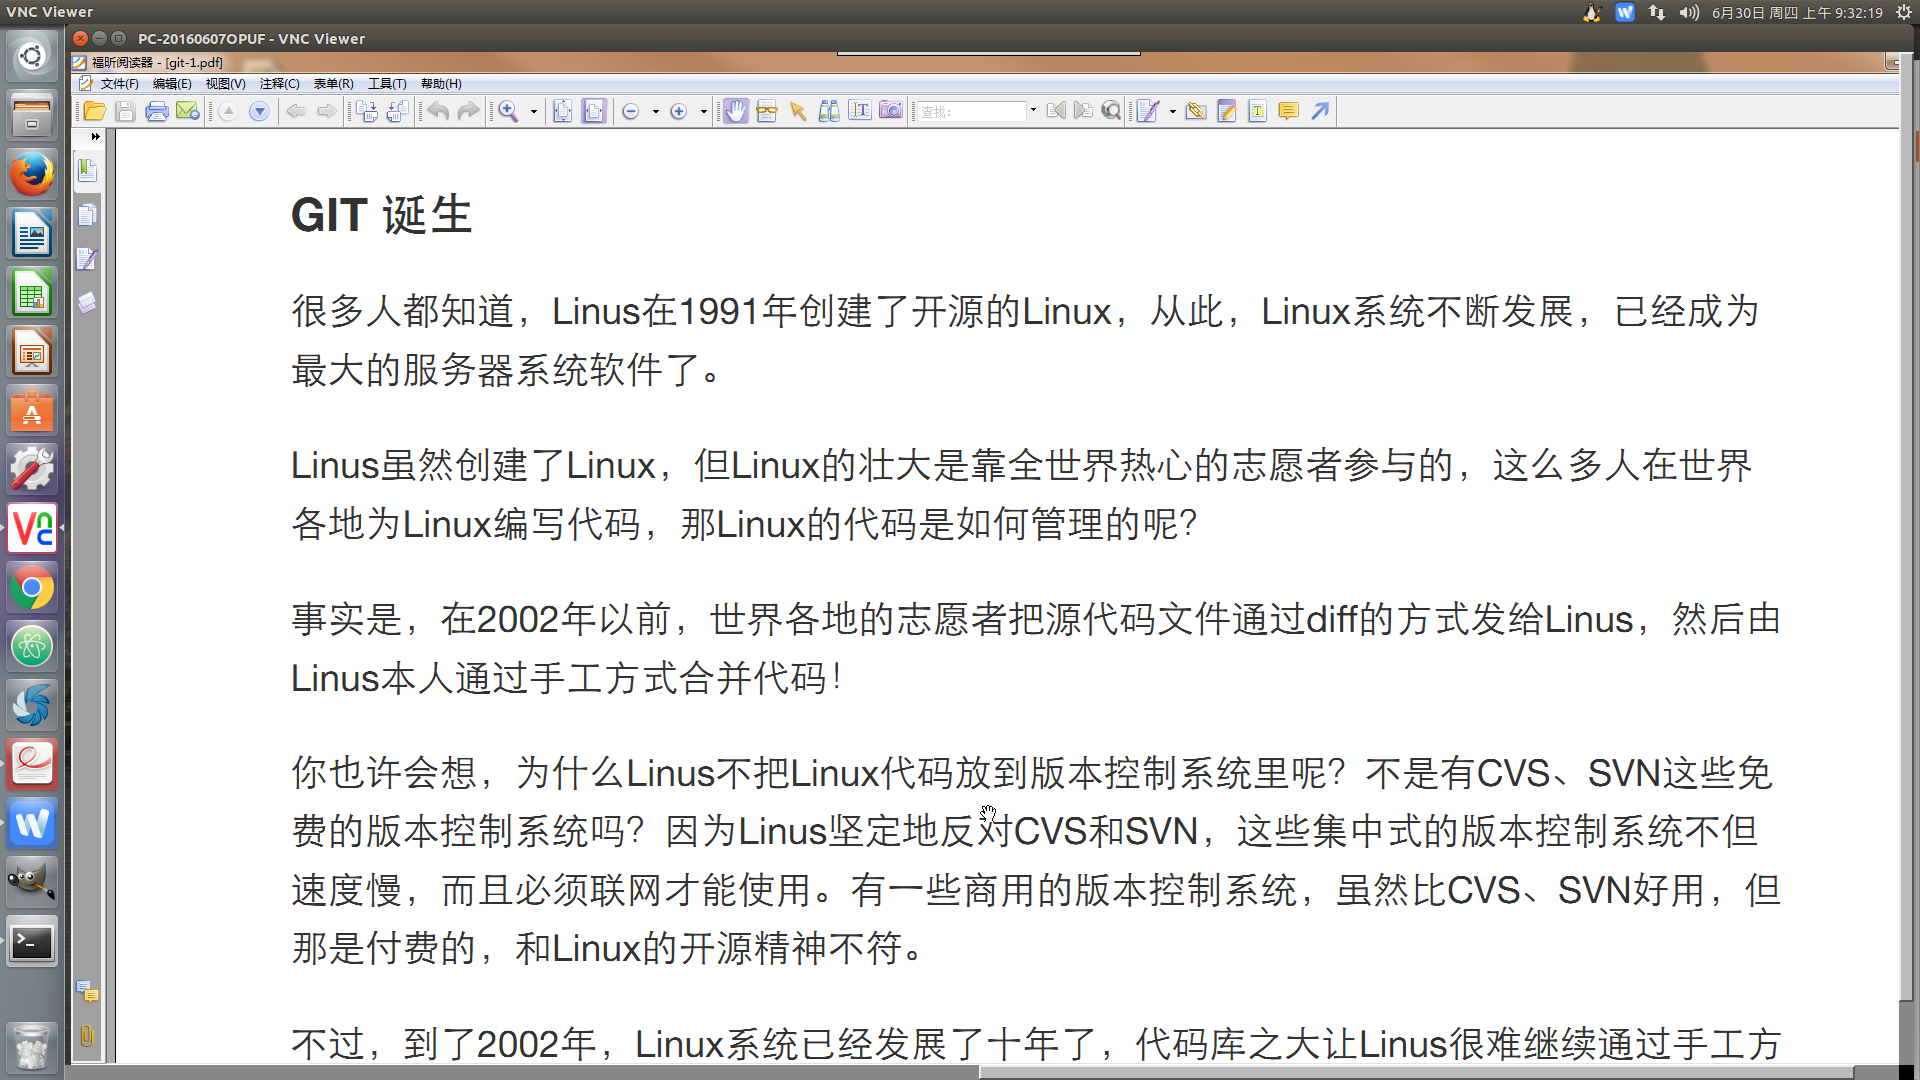 VNC Viewer
6月30日 周四 上午 9:32:19
PC-20160607OPUF - VNC Viewer
福昕阅读器 - [git-1.pdf]
文件(F) 编辑(E) 视图(V) 注释(C) 表单(R) 工具(T) 帮助(H)
查找:
GIT 诞生
很多人都知道，Linus在1991年创建了开源的Linux，从此，Linux系统不断发展，已经成为
最大的服务器系统软件了。
Linus虽然创建了Linux，但Linux的壮大是靠全世界热心的志愿者参与的，这么多人在世界
各地为Linux编写代码，那Linux的代码是如何管理的呢？
事实是，在2002年以前，世界各地的志愿者把源代码文件通过diff的方式发给Linus，然后由
Linus本人通过手工方式合并代码！
你也许会想，为什么Linus不把Linux代码放到版本控制系统里呢？不是有CVS、SVN这些免
费的版本控制系统吗？因为Linus坚定地反对CVS和SVN，这些集中式的版本控制系统不但
速度慢，而且必须联网才能使用。有一些商用的版本控制系统，虽然比CVS、SVN好用，但
那是付费的，和Linux的开源精神不符。
不过，到了2002年，Linux系统已经发展了十年了，代码库之大让Linus很难继续通过手工方